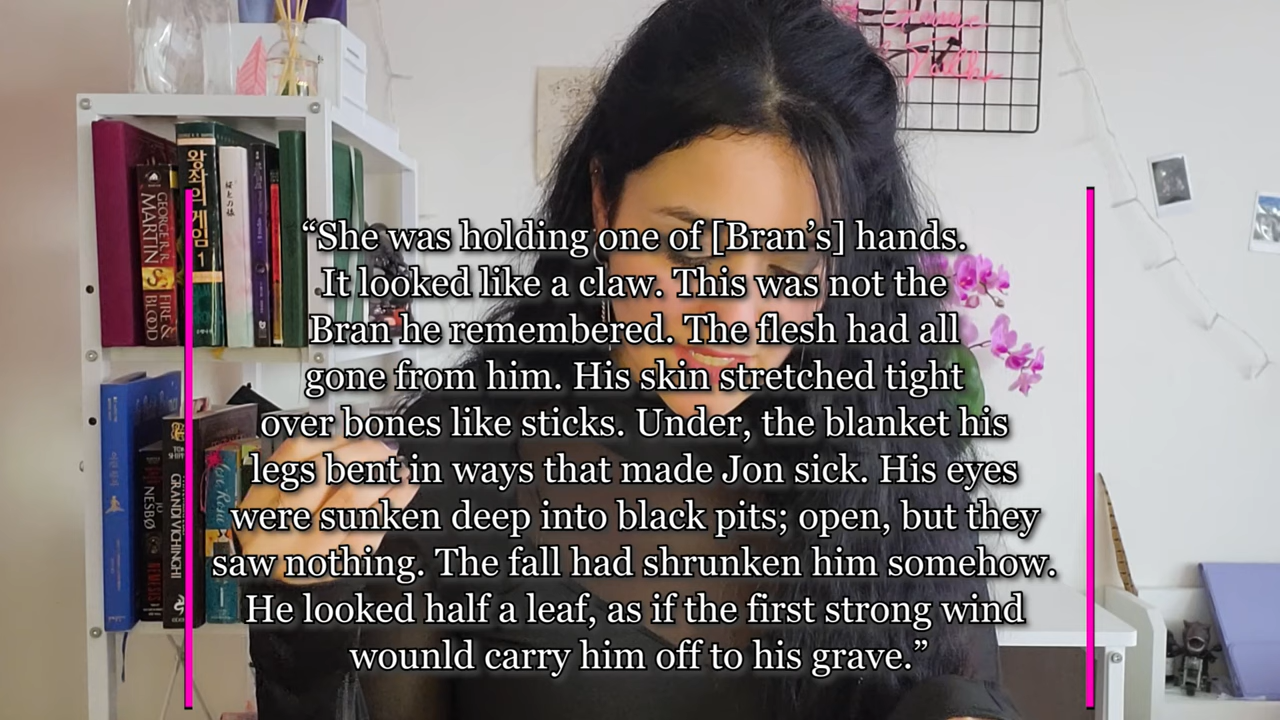 “She was holding one of [Bran’s] hands.
It looked like a claw. This was not the
Bran he remembered. The flesh had all
gone from him. His skin stretched tight
over bones like sticks. Under, the blanket his
legs bent in ways that made Jon sick. His eyes
were sunken deep into black pits; open, but they
saw nothing. The fall had shrunken him somehow.
He looked half a leaf, as if the first strong wind
wounld carry him off to his grave.”
GEORGE R. R.
MARTIN
FIRE &
BLOOD
왕좌의 게임 1
NESBØ
NEMESIS
GRANDI VICHINGHI